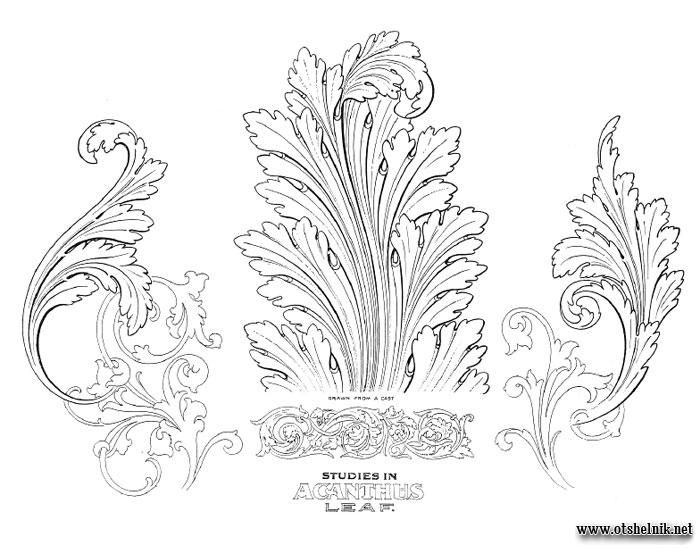 DRAWN FROM A CAST
STUDIES IN
ACANTHUS
LEAF.
www.otshelnik.net